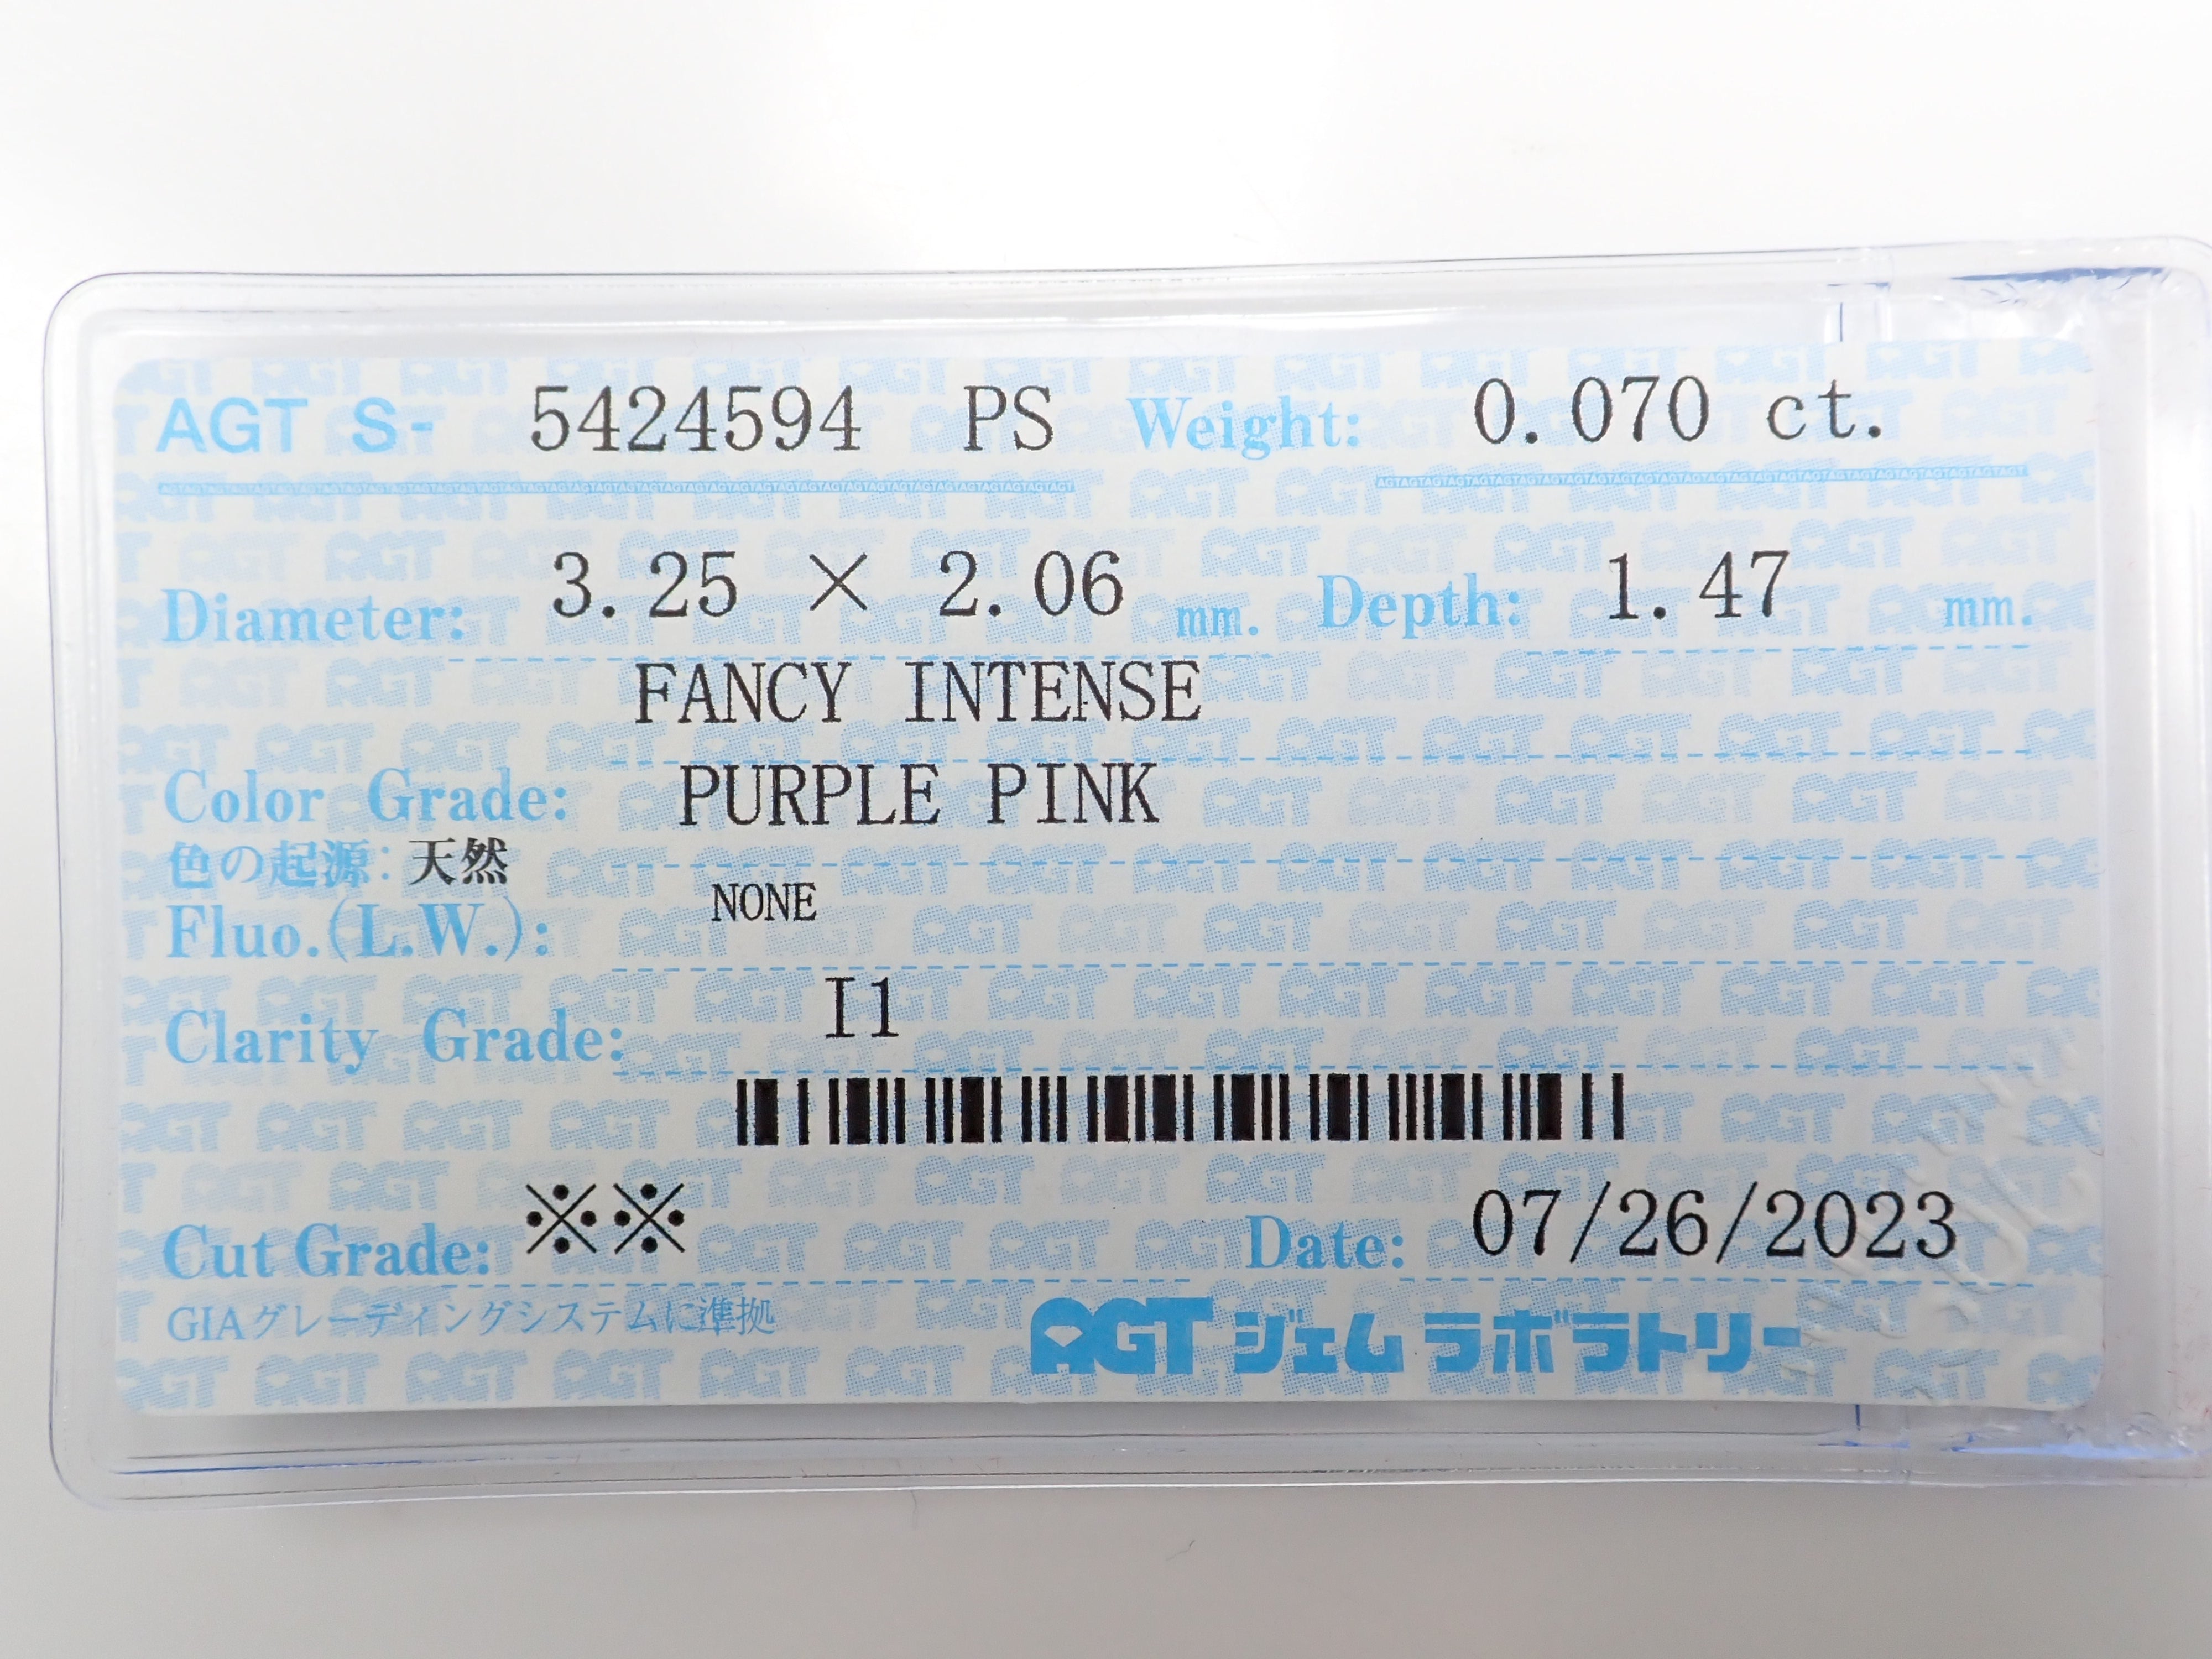 AGT S- 5424594 PS Weight: 0.070 ct.
Diameter: 3.25 × 2.06 mm. Depth: 1.47 mm.
FANCY INTENSE
Color Grade: PURPLE PINK
色の起源: 天然
Fluo.(L.W.): NONE
Clarity Grade: I1
Cut Grade: ※※ Date: 07/26/2023
GIAグレーディングシステムに準拠
AGT ジェム ラボラトリー